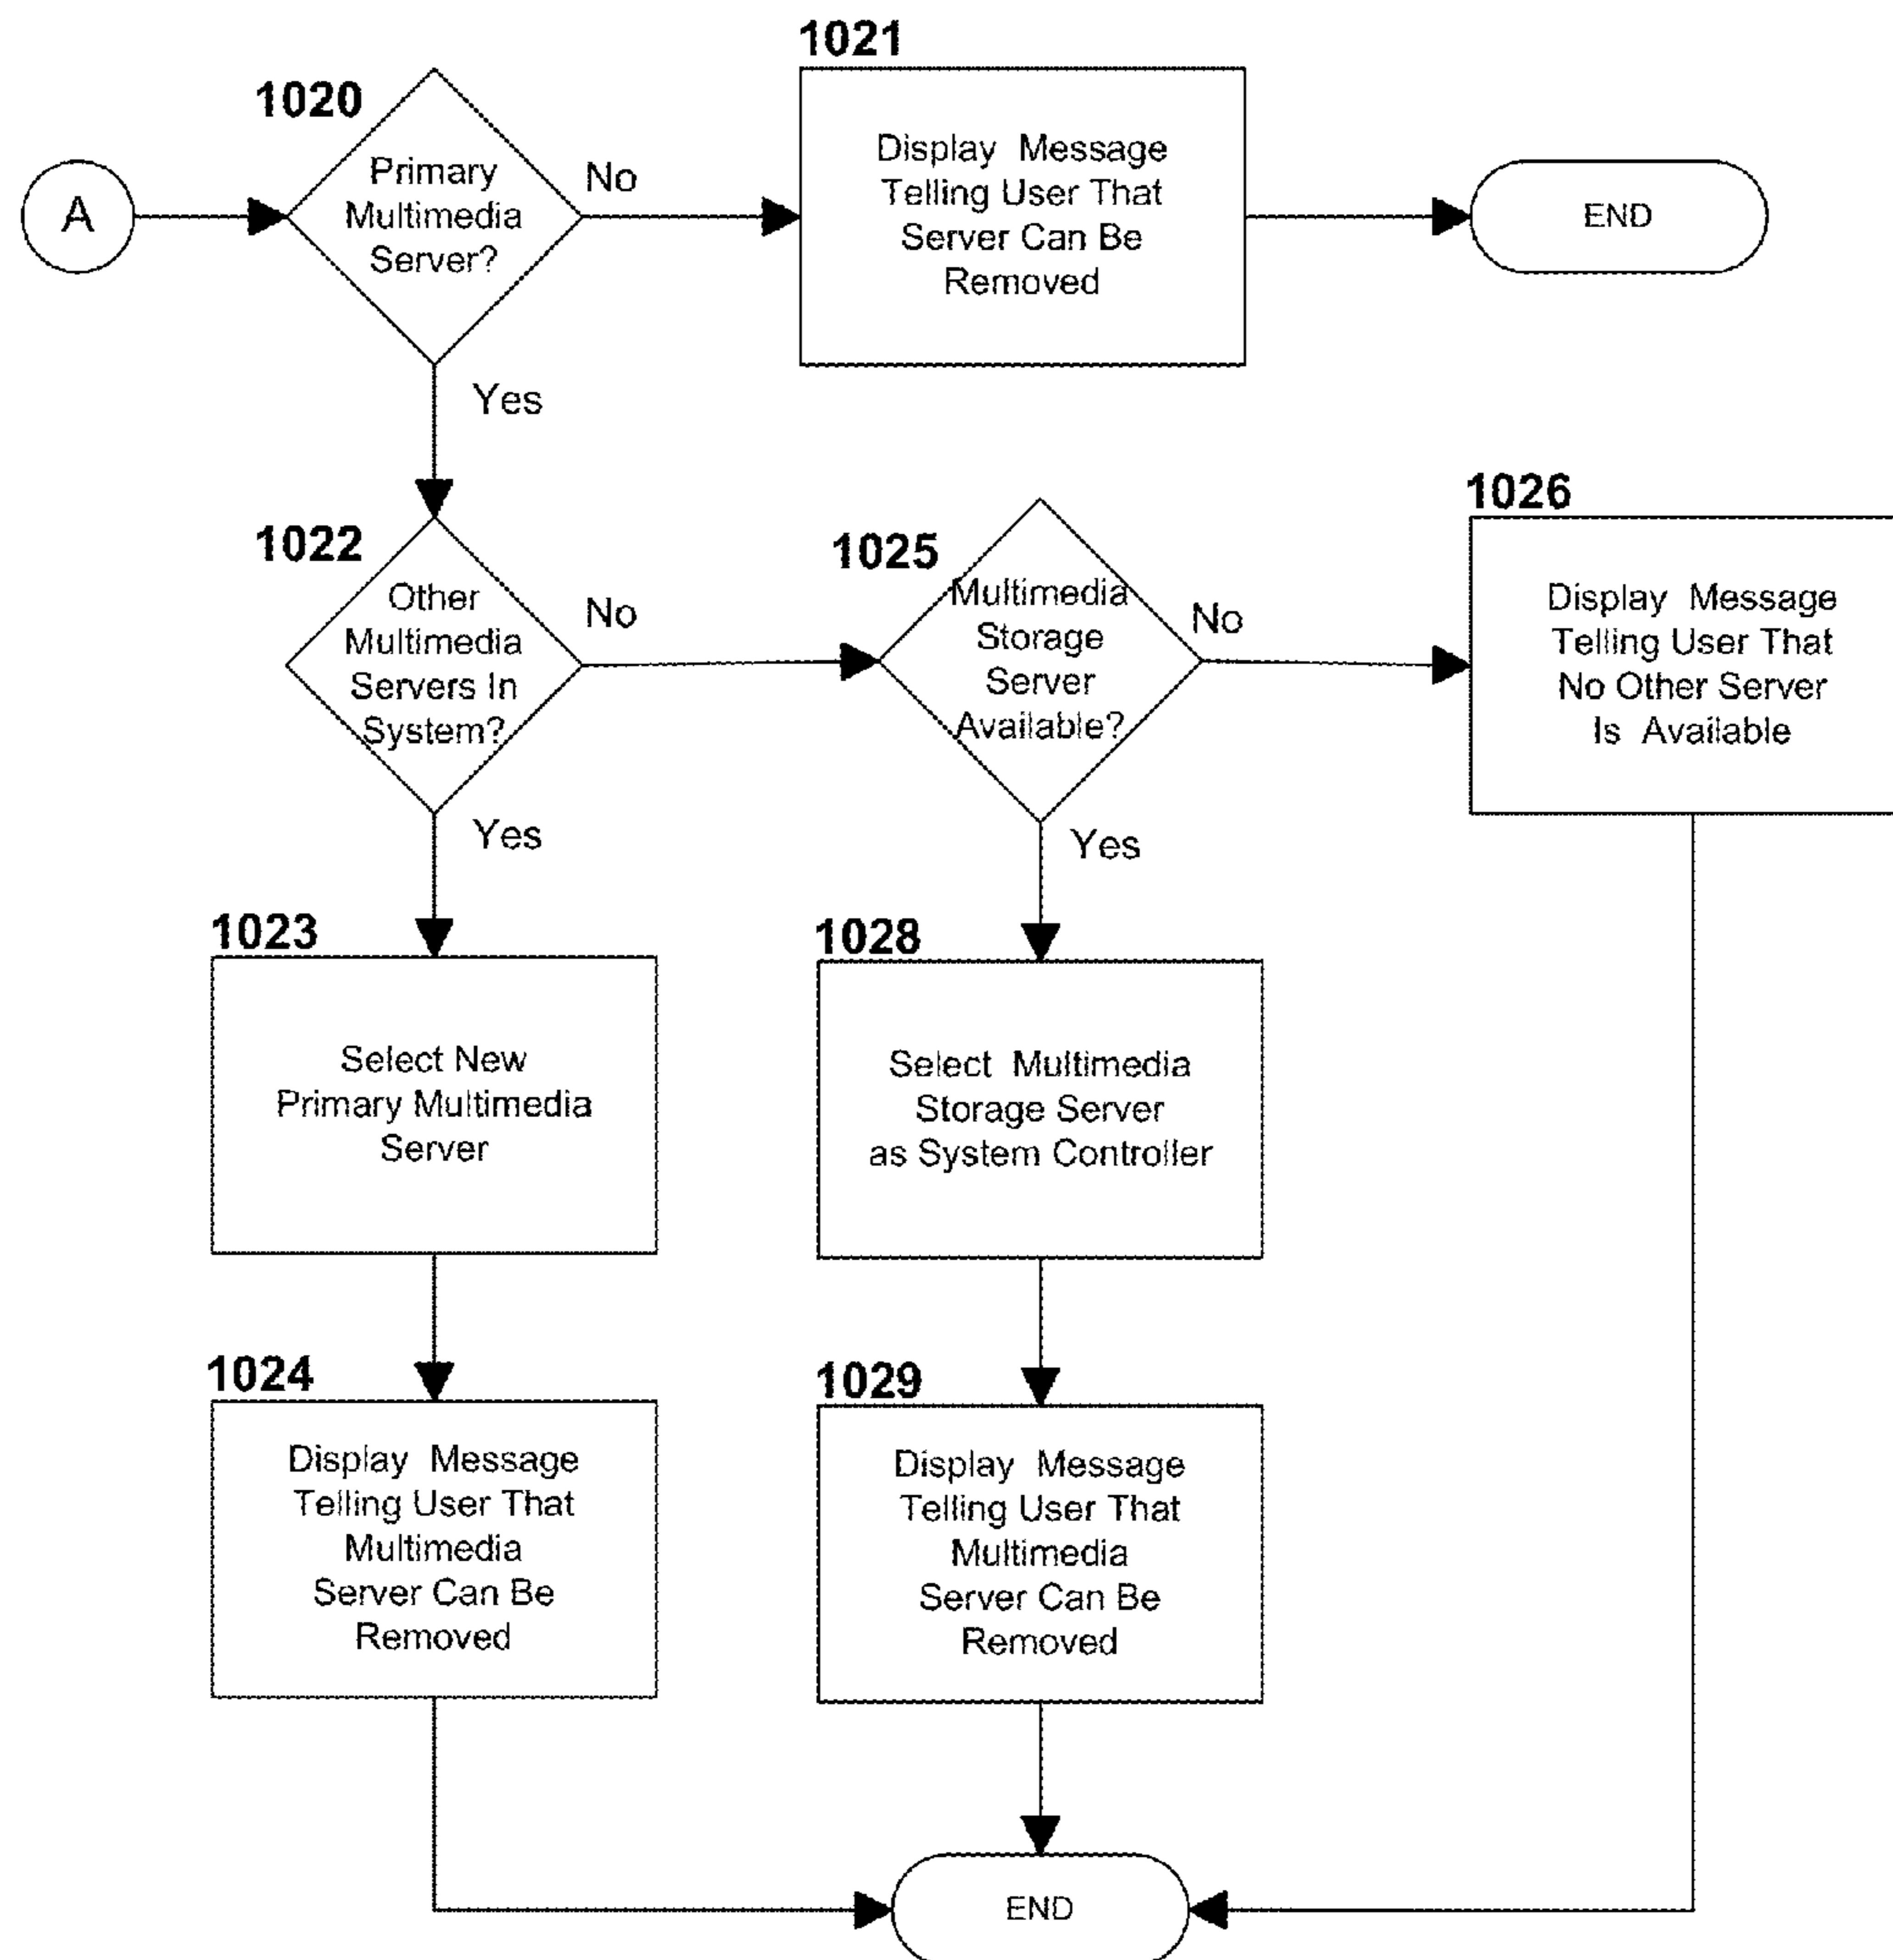 1021
1020
A
Primary
Multimedia
Server?
No
Display Message
Telling User That
Server Can Be
Removed
END
Yes
1022
Other
Multimedia
Servers In
System?
No
1025
Multimedia
Storage
Server
Available?
No
1026
Display Message
Telling User That
No Other Server
Is Available
Yes
Yes
1023
Select New
Primary Multimedia
Server
1028
Select Multimedia
Storage Server
as System Controller
1024
Display Message
Telling User That
Multimedia
Server Can Be
Removed
1029
Display Message
Telling User That
Multimedia
Server Can Be
Removed
END